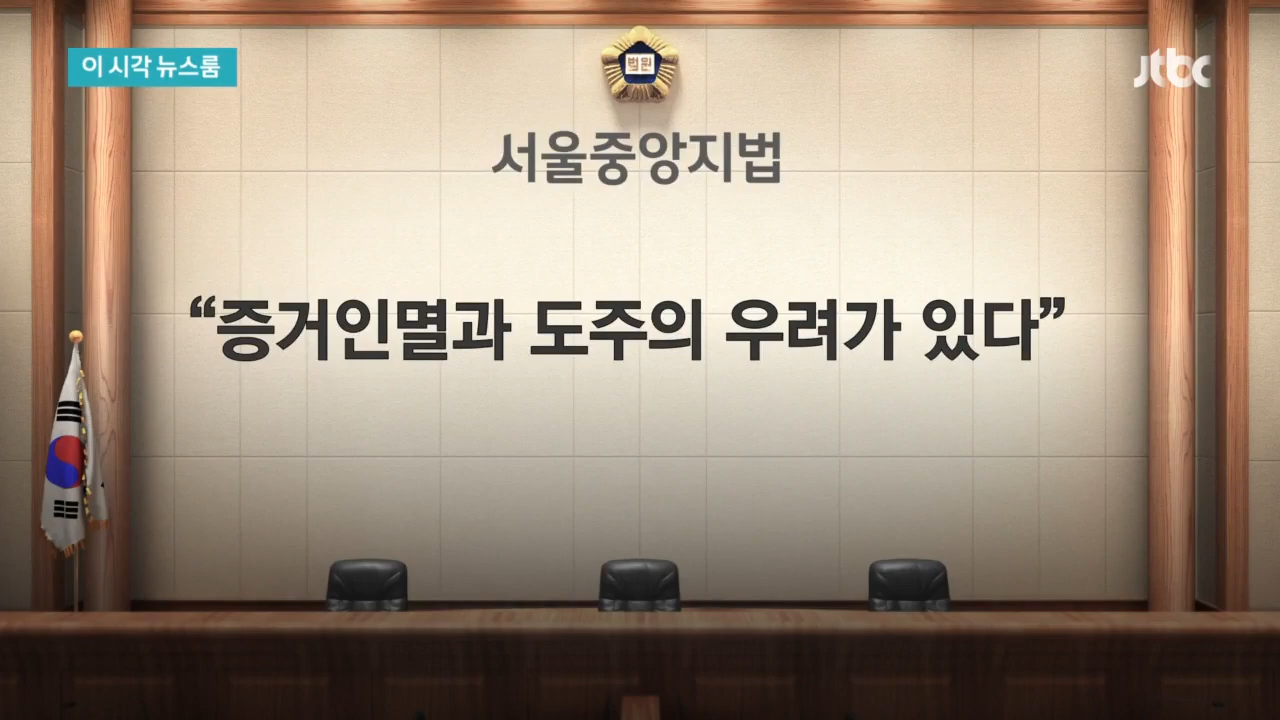 이 시각 뉴스룸
jtbc
법원
서울중앙지법
“증거인멸과 도주의 우려가 있다”